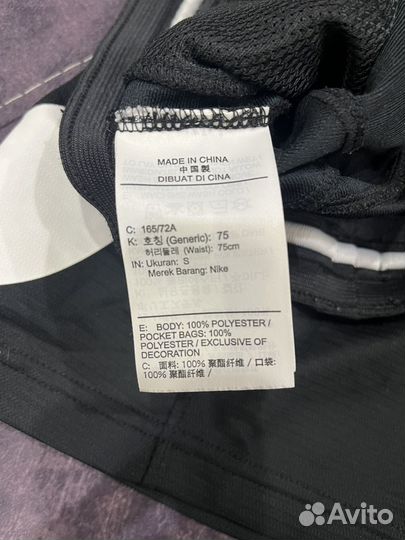 MADE IN CHINA
中国製
DIBUAT DI CINA
C: 165/72A
K: 호칭 (Generic): 75
허리둘레 (Waist): 75cm
IN: Ukuran: S
Merek Barang: Nike
E: BODY: 100% POLYESTER /
POCKET BAGS: 100%
POLYESTER / EXCLUSIVE OF
DECORATION
C: 面料: 100% 聚酯纤维 / 口袋:
100% 聚酯纤维 /
Avito